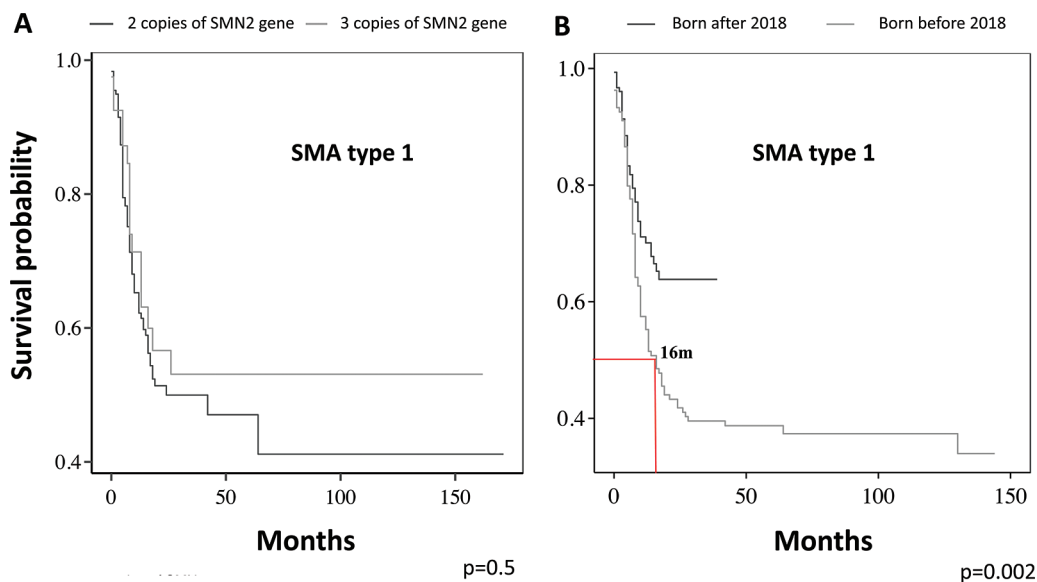 A
2 copies of SMN2 gene
3 copies of SMN2 gene
Survival probability
1.0
0.8
0.6
0.4
SMA type 1
0
50
100
150
Months
p=0.5
B
Born after 2018
Born before 2018
1.0
0.8
0.6
0.4
SMA type 1
16m
0
50
100
150
Months
p=0.002